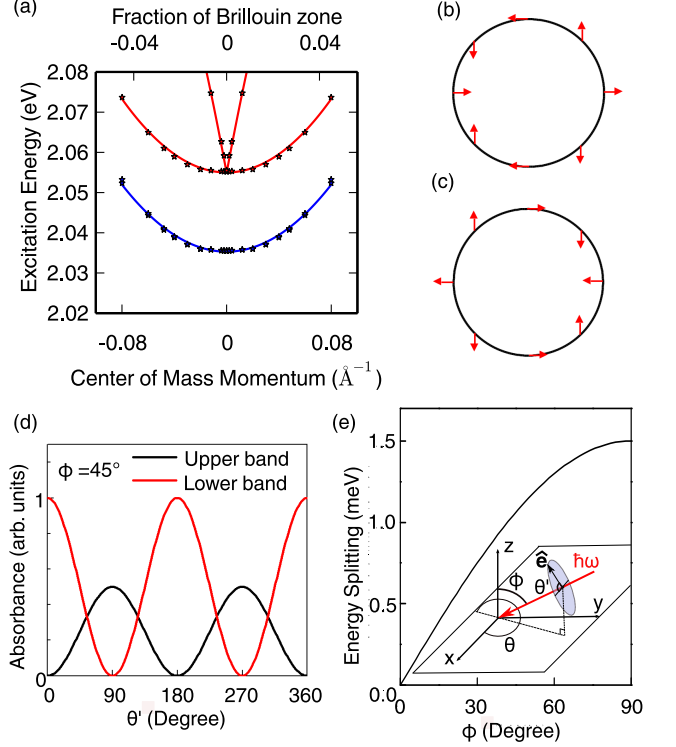 (a)
Fraction of Brillouin zone
-0.04 0 0.04
2.08
2.07
2.06
2.05
2.04
2.03
2.02
Excitation Energy (eV)
-0.08 0 0.08
Center of Mass Momentum (Å⁻¹)
(b)
(c)
(d)
ϕ =45°
Upper band
Lower band
Absorbance (arb. units)
1
0
0 90 180 270 360
θ' (Degree)
(e)
Energy Splitting (meV)
1.5
1.0
0.5
0.0
z
ê
ħω
ϕ
θ'
y
x
θ
0 30 60 90
ϕ (Degree)